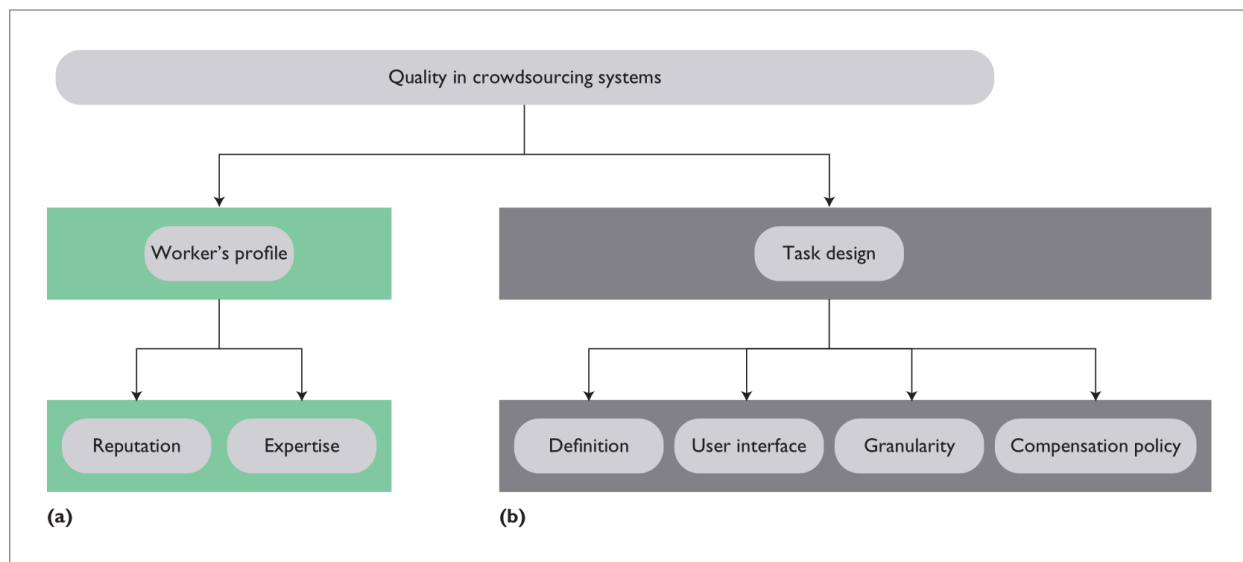 Quality in crowdsourcing systems
Worker’s profile
Task design
Reputation
Expertise
Definition
User interface
Granularity
Compensation policy
(a)
(b)